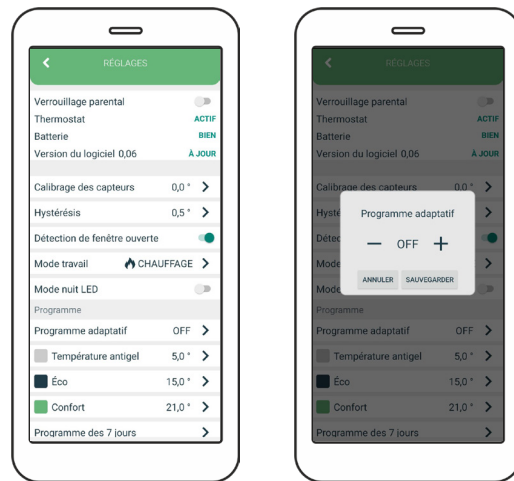 RÉGLAGES
Verrouillage parental
Thermostat ACTIF
Batterie BIEN
Version du logiciel 0,06 À JOUR
Calibrage des capteurs 0,0 °
Hystérésis 0,5 °
Détection de fenêtre ouverte
Mode travail CHAUFFAGE
Mode nuit LED
Programme
Programme adaptatif OFF
Température antigel 5,0 °
Éco 15,0 °
Confort 21,0 °
Programme des 7 jours
RÉGLAGES
Verrouillage parental
Thermostat ACTIF
Batterie BIEN
Version du logiciel 0,06 À JOUR
Calibrage des capteurs 0,0 °
Hysté
Programme adaptatif
Détec
— OFF +
Mode
ANNULER SAUVEGARDER
Mode
Programme
Programme adaptatif OFF
Température antigel 5,0 °
Éco 15,0 °
Confort 21,0 °
Programme des 7 jours